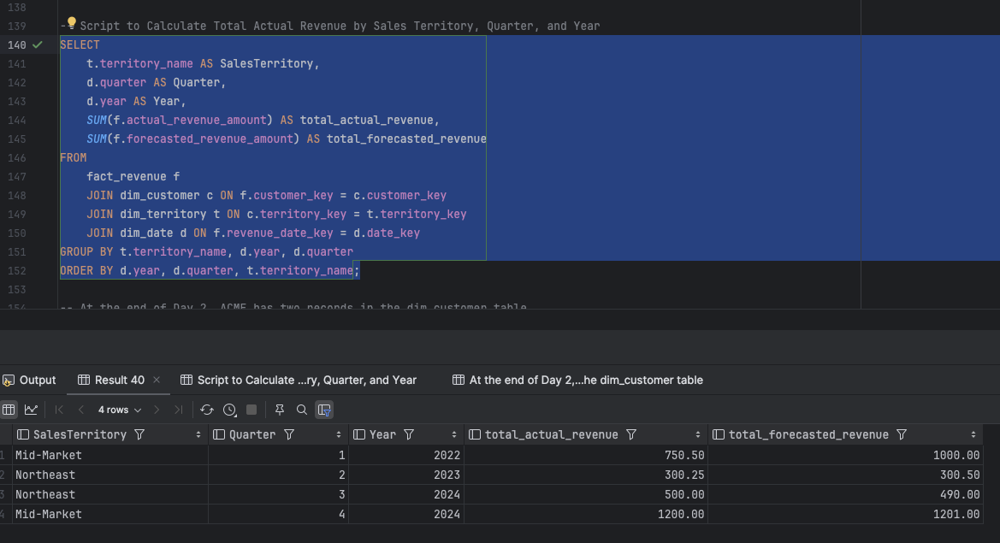 138
139 -- Script to Calculate Total Actual Revenue by Sales Territory, Quarter, and Year
140 SELECT
141 t.territory_name AS SalesTerritory,
142 d.quarter AS Quarter,
143 d.year AS Year,
144 SUM(f.actual_revenue_amount) AS total_actual_revenue,
145 SUM(f.forecasted_revenue_amount) AS total_forecasted_revenue
146 FROM
147 fact_revenue f
148 JOIN dim_customer c ON f.customer_key = c.customer_key
149 JOIN dim_territory t ON c.territory_key = t.territory_key
150 JOIN dim_date d ON f.revenue_date_key = d.date_key
151 GROUP BY t.territory_name, d.year, d.quarter
152 ORDER BY d.year, d.quarter, t.territory_name;
153
154 -- At the end of Day 2, ACME has two records in the dim_customer table
Output Result 40 × Script to Calculate ...ry, Quarter, and Year At the end of Day 2,...he dim_customer table
4 rows
SalesTerritory Quarter Year total_actual_revenue total_forecasted_revenue
1 Mid-Market 1 2022 750.50 1000.00
2 Northeast 2 2023 300.25 300.50
3 Northeast 3 2024 500.00 490.00
4 Mid-Market 4 2024 1200.00 1201.00